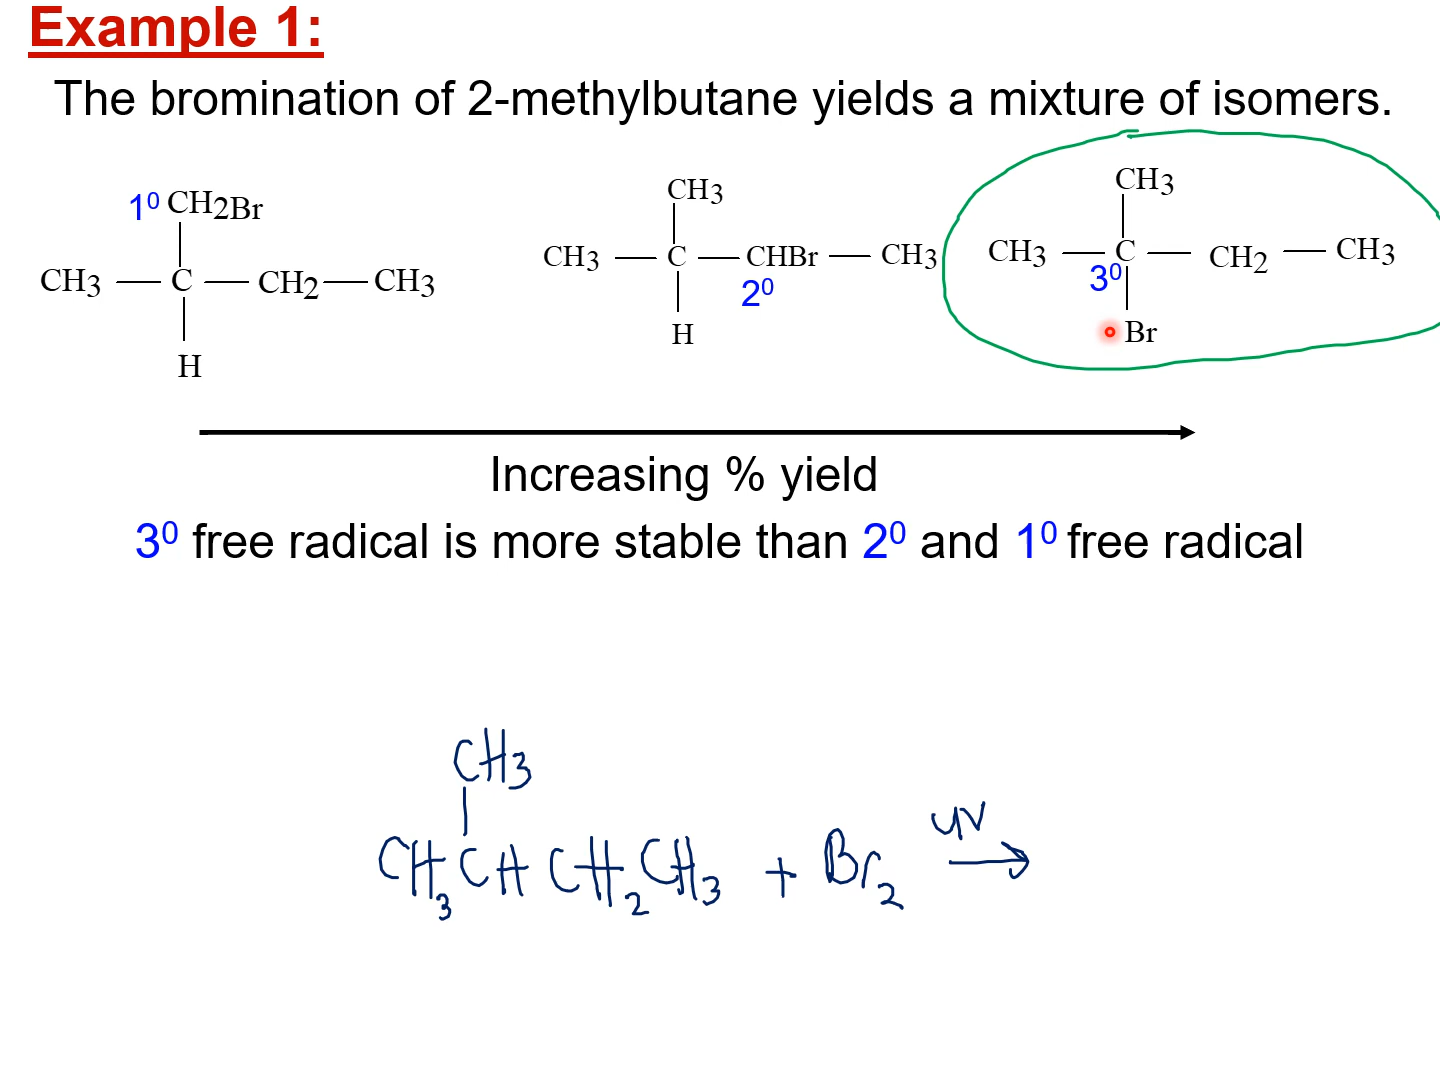 Example 1:
The bromination of 2-methylbutane yields a mixture of isomers.
1⁰ CH2Br
CH3 — C — CH2 — CH3
H
CH3
CH3 — C — CHBr — CH3
2⁰
H
CH3
CH3 — C — CH2 — CH3
3⁰
Br
Increasing % yield
3⁰ free radical is more stable than 2⁰ and 1⁰ free radical
CH3
CH₃CHCH₂CH₃ + Br₂ UV →